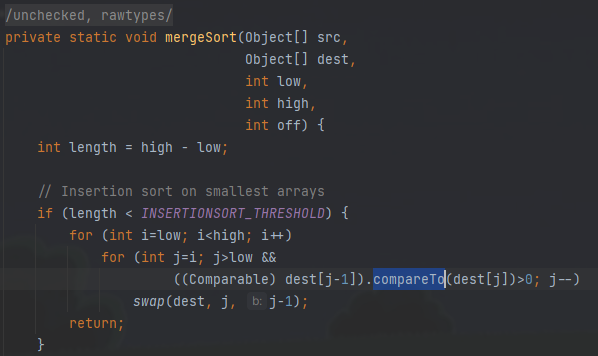 /unchecked, rawtypes/
private static void mergeSort(Object[] src,
Object[] dest,
int low,
int high,
int off) {
int length = high - low;
// Insertion sort on smallest arrays
if (length < INSERTIONSORT_THRESHOLD) {
for (int i=low; i<high; i++)
for (int j=i; j>low &&
((Comparable) dest[j-1]).compareTo(dest[j])>0; j--)
swap(dest, j, b: j-1);
return;
}